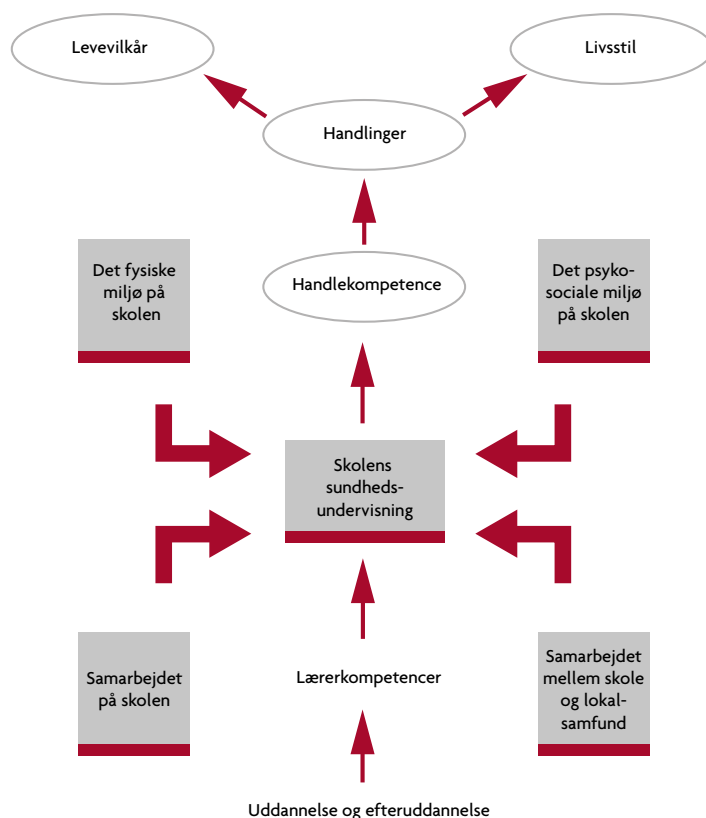 Levevilkår
Livsstil
Handlinger
Det fysiske
miljø på
skolen
Handlekompetence
Det psyko-
sociale miljø
på skolen
Skolens
sundheds-
undervisning
Samarbejdet
på skolen
Lærerkompetencer
Samarbejdet
mellem skole
og lokal-
samfund
Uddannelse og efteruddannelse